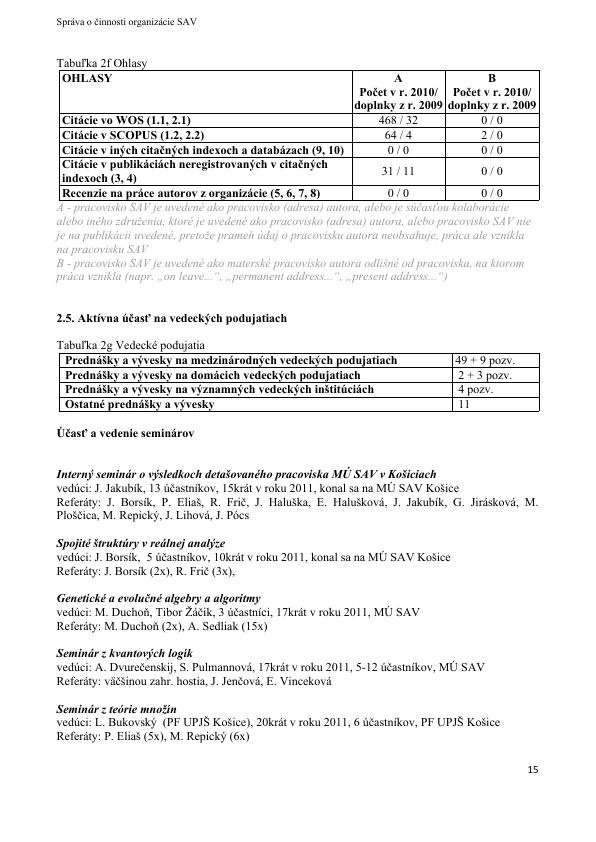 Správa o činnosti organizácie SAV
Tabuľka 2f Ohlasy
OHLASY
A
Počet v r. 2010/
doplnky z r. 2009
B
Počet v r. 2010/
doplnky z r. 2009
Citácie vo WOS (1.1, 2.1) 468 / 32 0 / 0
Citácie v SCOPUS (1.2, 2.2) 64 / 4 2 / 0
Citácie v iných citačných indexoch a databázach (9, 10) 0 / 0 0 / 0
Citácie v publikáciách neregistrovaných v citačných
indexoch (3, 4) 31 / 11 0 / 0
Recenzie na práce autorov z organizácie (5, 6, 7, 8) 0 / 0 0 / 0
A - pracovisko SAV je uvedené ako pracovisko (adresa) autora, alebo je súčasťou kolaborácie
alebo iného združenia, ktoré je uvedené ako pracovisko (adresa) autora, alebo pracovisko SAV nie
je na publikácii uvedené, pretože prameň údaj o pracovisku autora neobsahuje, práca ale vznikla
na pracovisku SAV
B - pracovisko SAV je uvedené ako materské pracovisko autora odlišné od pracoviska, na ktorom
práca vznikla (napr. „on leave...“, „permanent address...“, „present address...“)
2.5. Aktívna účasť na vedeckých podujatiach
Tabuľka 2g Vedecké podujatia
Prednášky a vývesky na medzinárodných vedeckých podujatiach 49 + 9 pozv.
Prednášky a vývesky na domácich vedeckých podujatiach 2 + 3 pozv.
Prednášky a vývesky na významných vedeckých inštitúciách 4 pozv.
Ostatné prednášky a vývesky 11
Účasť a vedenie seminárov
Interný seminár o výsledkoch detašovaného pracoviska MÚ SAV v Košiciach
vedúci: J. Jakubík, 13 účastníkov, 15krát v roku 2011, konal sa na MÚ SAV Košice
Referáty: J. Borsík, P. Eliaš, R. Frič, J. Haluška, E. Halušková, J. Jakubík, G. Jirásková, M.
Ploščica, M. Repický, J. Lihová, J. Pócs
Spojité štruktúry v reálnej analýze
vedúci: J. Borsík, 5 účastníkov, 10krát v roku 2011, konal sa na MÚ SAV Košice
Referáty: J. Borsík (2x), R. Frič (3x),
Genetické a evolučné algebry a algoritmy
vedúci: M. Duchoň, Tibor Žáčik, 3 účastníci, 17krát v roku 2011, MÚ SAV
Referáty: M. Duchoň (2x), A. Sedliak (15x)
Seminár z kvantových logík
vedúci: A. Dvurečenskij, S. Pulmannová, 17krát v roku 2011, 5-12 účastníkov, MÚ SAV
Referáty: väčšinou zahr. hostia, J. Jenčová, E. Vinceková
Seminár z teórie množín
vedúci: L. Bukovský (PF UPJŠ Košice), 20krát v roku 2011, 6 účastníkov, PF UPJŠ Košice
Referáty: P. Eliaš (5x), M. Repický (6x)
15